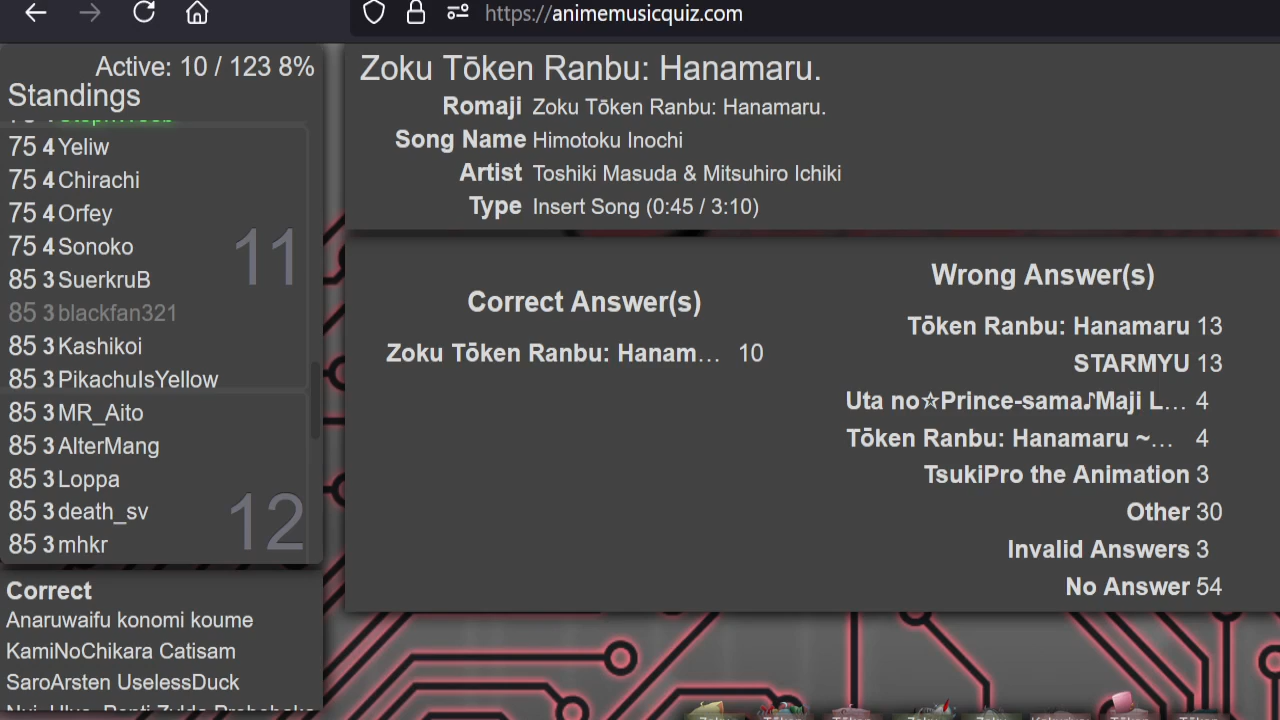 https://animemusicquiz.com
Active: 10 / 123 8%
Standings
75 4 Yeliw
75 4 Chirachi
75 4 Orfey
75 4 Sonoko
11
85 3 SuerkruB
85 3 blackfan321
85 3 Kashikoi
85 3 PikachuIsYellow
85 3 MR_Aito
85 3 AlterMang
85 3 Loppa
85 3 death_sv
12
85 3 mhkr
Correct
Anaruwaifu konomi koume
KamiNoChikara Catisam
SaroArsten UselessDuck
Zoku Tōken Ranbu: Hanamaru.
Romaji Zoku Tōken Ranbu: Hanamaru.
Song Name Himotoku Inochi
Artist Toshiki Masuda & Mitsuhiro Ichiki
Type Insert Song (0:45 / 3:10)
Correct Answer(s)
Zoku Tōken Ranbu: Hanam... 10
Wrong Answer(s)
Tōken Ranbu: Hanamaru 13
STARMYU 13
Uta no☆Prince-sama♪Maji L... 4
Tōken Ranbu: Hanamaru ~... 4
TsukiPro the Animation 3
Other 30
Invalid Answers 3
No Answer 54